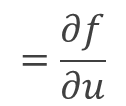 = ∂f/∂u